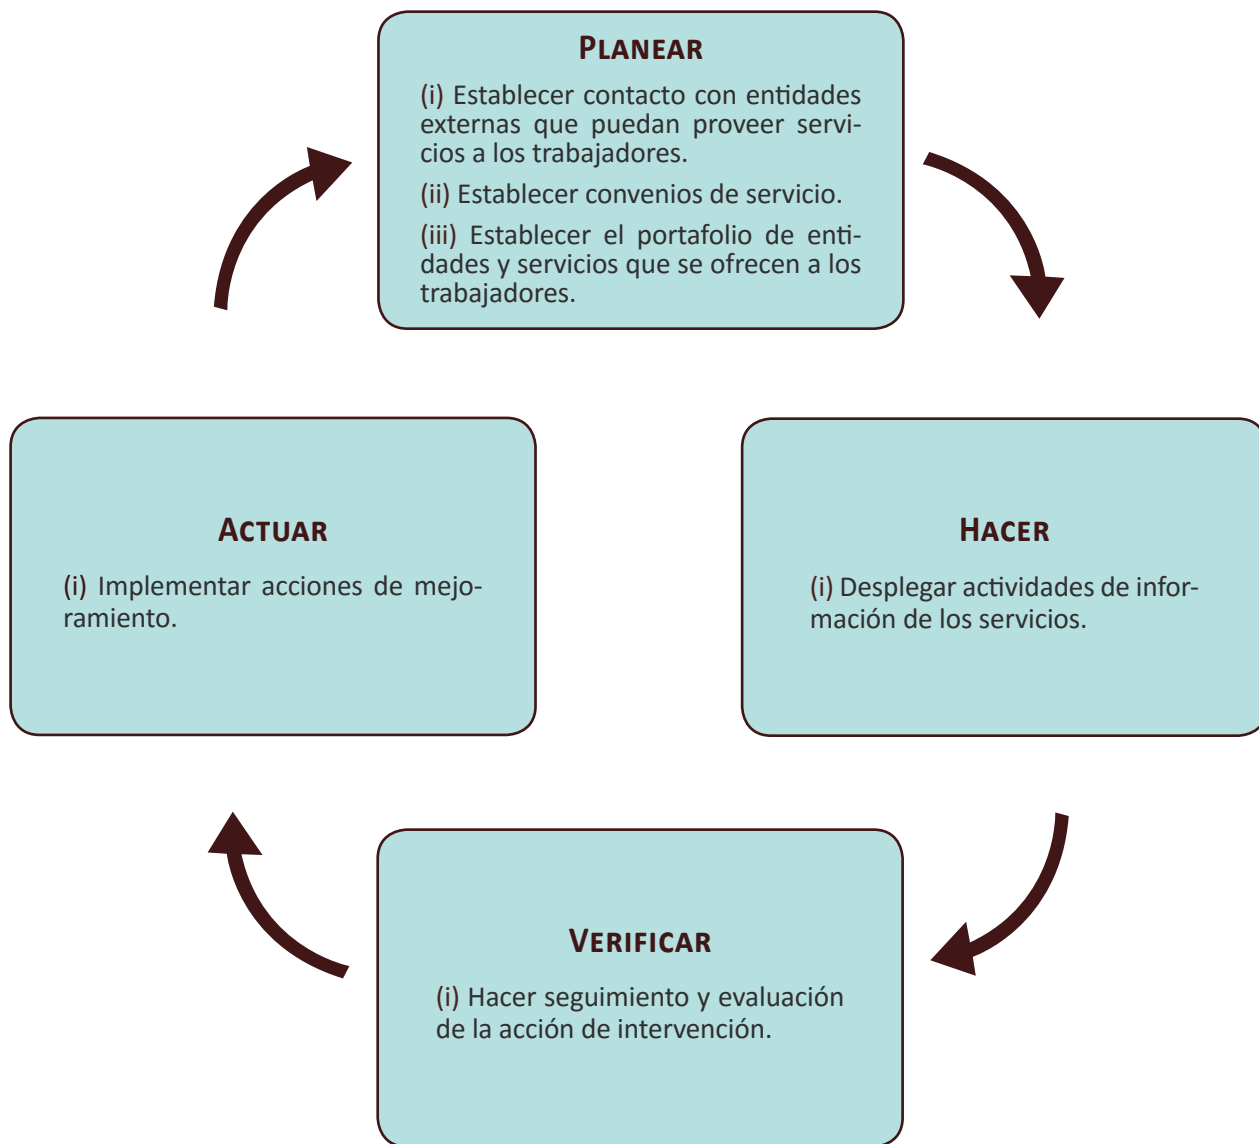 PLANEAR
(i) Establecer contacto con entidades
externas que puedan proveer servi-
cios a los trabajadores.
(ii) Establecer convenios de servicio.
(iii) Establecer el portafolio de enti-
dades y servicios que se ofrecen a los
trabajadores.
HACER
(i) Desplegar actividades de infor-
mación de los servicios.
VERIFICAR
(i) Hacer seguimiento y evaluación
de la acción de intervención.
ACTUAR
(i) Implementar acciones de mejo-
ramiento.